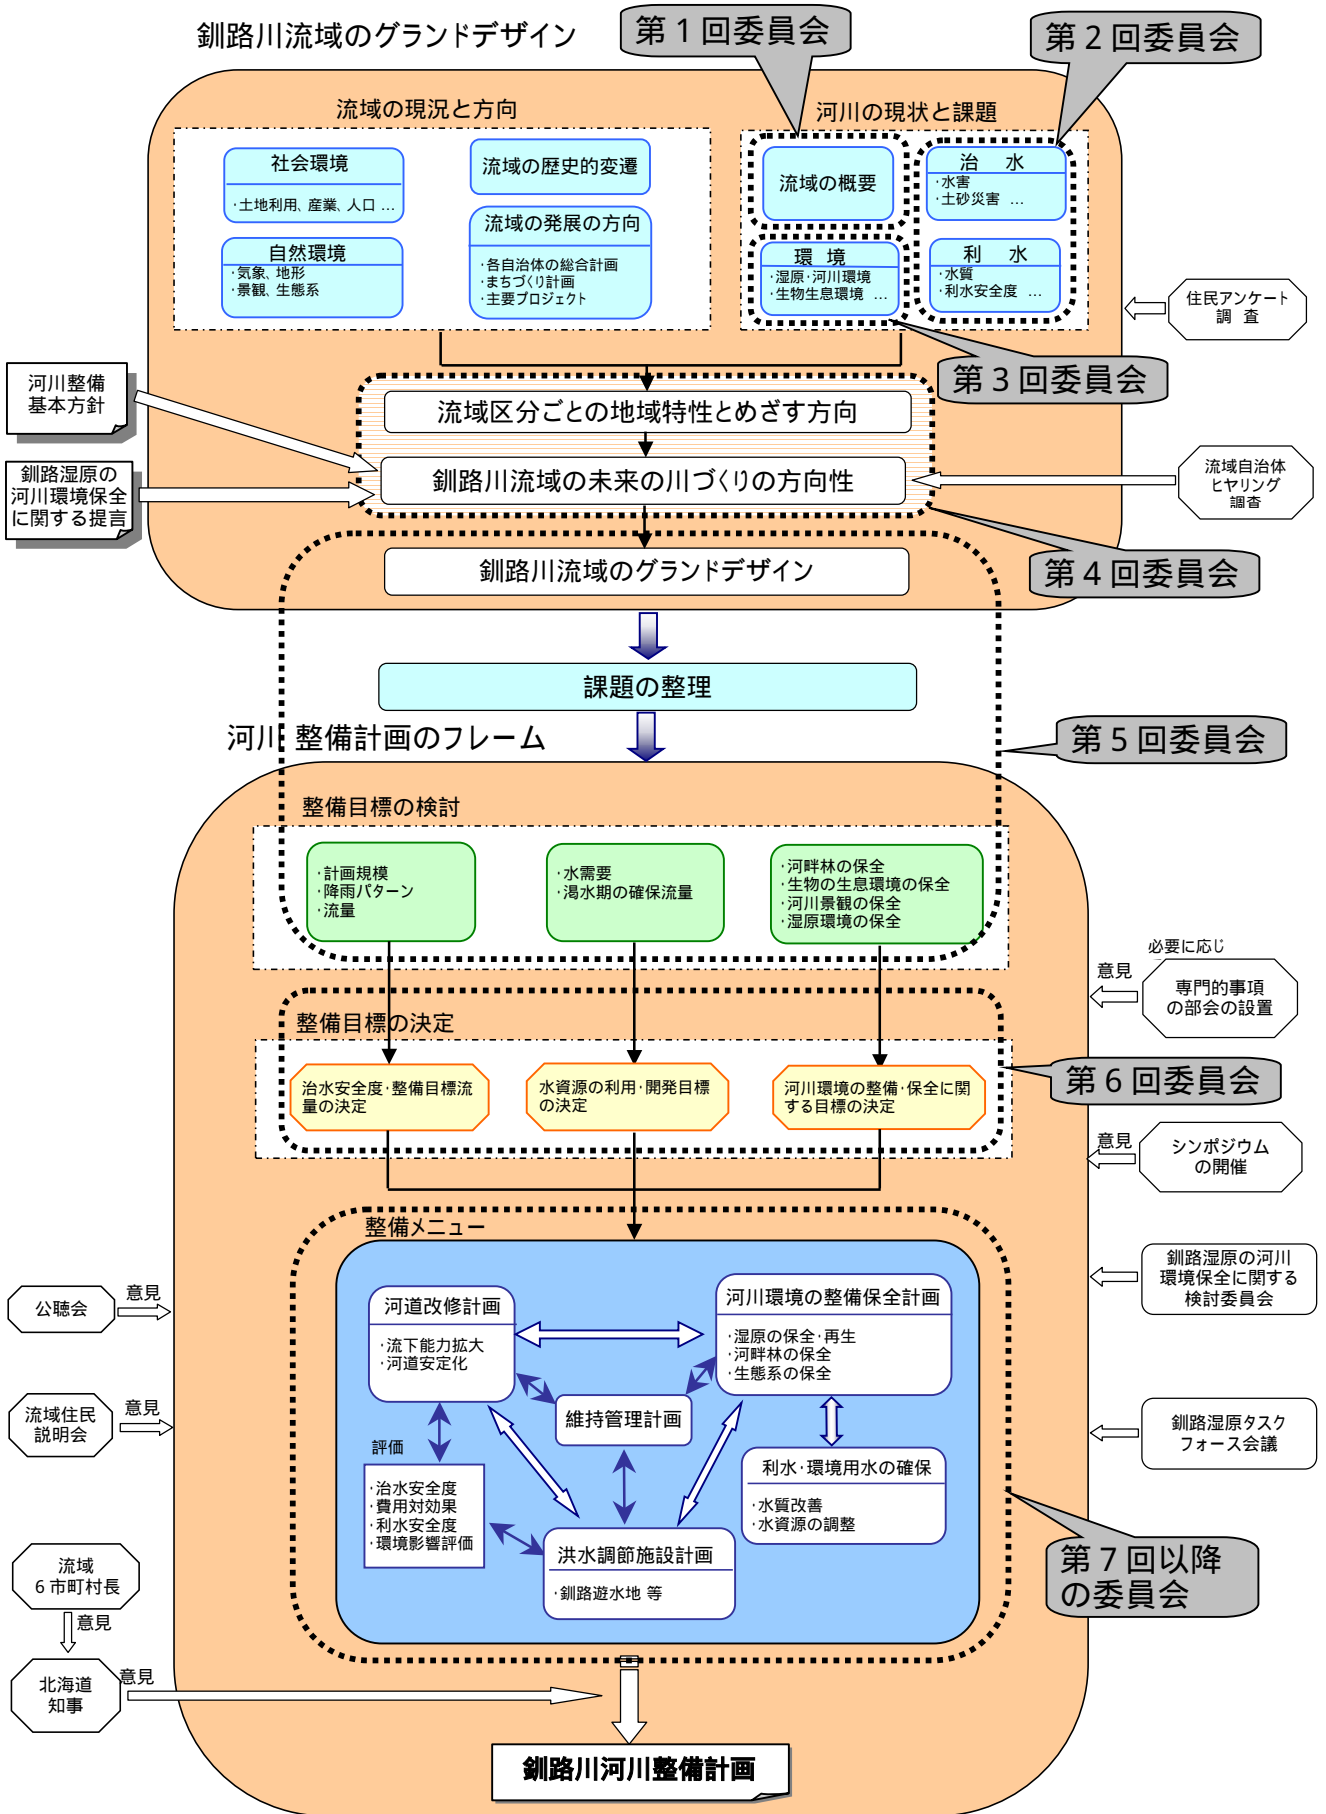 釧路川流域のグランドデザイン
第1回委員会
第2回委員会
流域の現況と方向
河川の現状と課題
社会環境
・土地利用、産業、人口 …
流域の歴史的変遷
流域の発展の方向
・各自治体の総合計画
・まちづくり計画
・主要プロジェクト
自然環境
・気象、地形
・景観、生態系
流域の概要
治 水
・水害
・土砂災害 …
環 境
・湿原・河川環境
・生物生息環境 …
利 水
・水質
・利水安全度 …
住民アンケート
調 査
第3回委員会
河川整備
基本方針
流域区分ごとの地域特性とめざす方向
釧路湿原の
河川環境保全
に関する提言
釧路川流域の未来の川づくりの方向性
流域自治体
ヒヤリング
調査
釧路川流域のグランドデザイン
第4回委員会
課題の整理
河川 整備計画のフレーム
第5回委員会
整備目標の検討
・計画規模
・降雨パターン
・流量
・水需要
・渇水期の確保流量
・河畔林の保全
・生物の生息環境の保全
・河川景観の保全
・湿原環境の保全
必要に応じ
意見
専門的事項
の部会の設置
整備目標の決定
治水安全度・整備目標流
量の決定
水資源の利用・開発目標
の決定
河川環境の整備・保全に関
する目標の決定
第6回委員会
意見
シンポジウム
の開催
整備メニュー
釧路湿原の河川
環境保全に関する
検討委員会
公聴会
意見
河道改修計画
・流下能力拡大
・河道安定化
河川環境の整備保全計画
・湿原の保全・再生
・河畔林の保全
・生態系の保全
流域住民
説明会
意見
維持管理計画
釧路湿原タスク
フォース会議
評価
・治水安全度
・費用対効果
・利水安全度
・環境影響評価
利水・環境用水の確保
・水質改善
・水資源の調整
洪水調節施設計画
・釧路遊水地 等
第7回以降
の委員会
流域
6市町村長
意見
北海道
知事
意見
釧路川河川整備計画